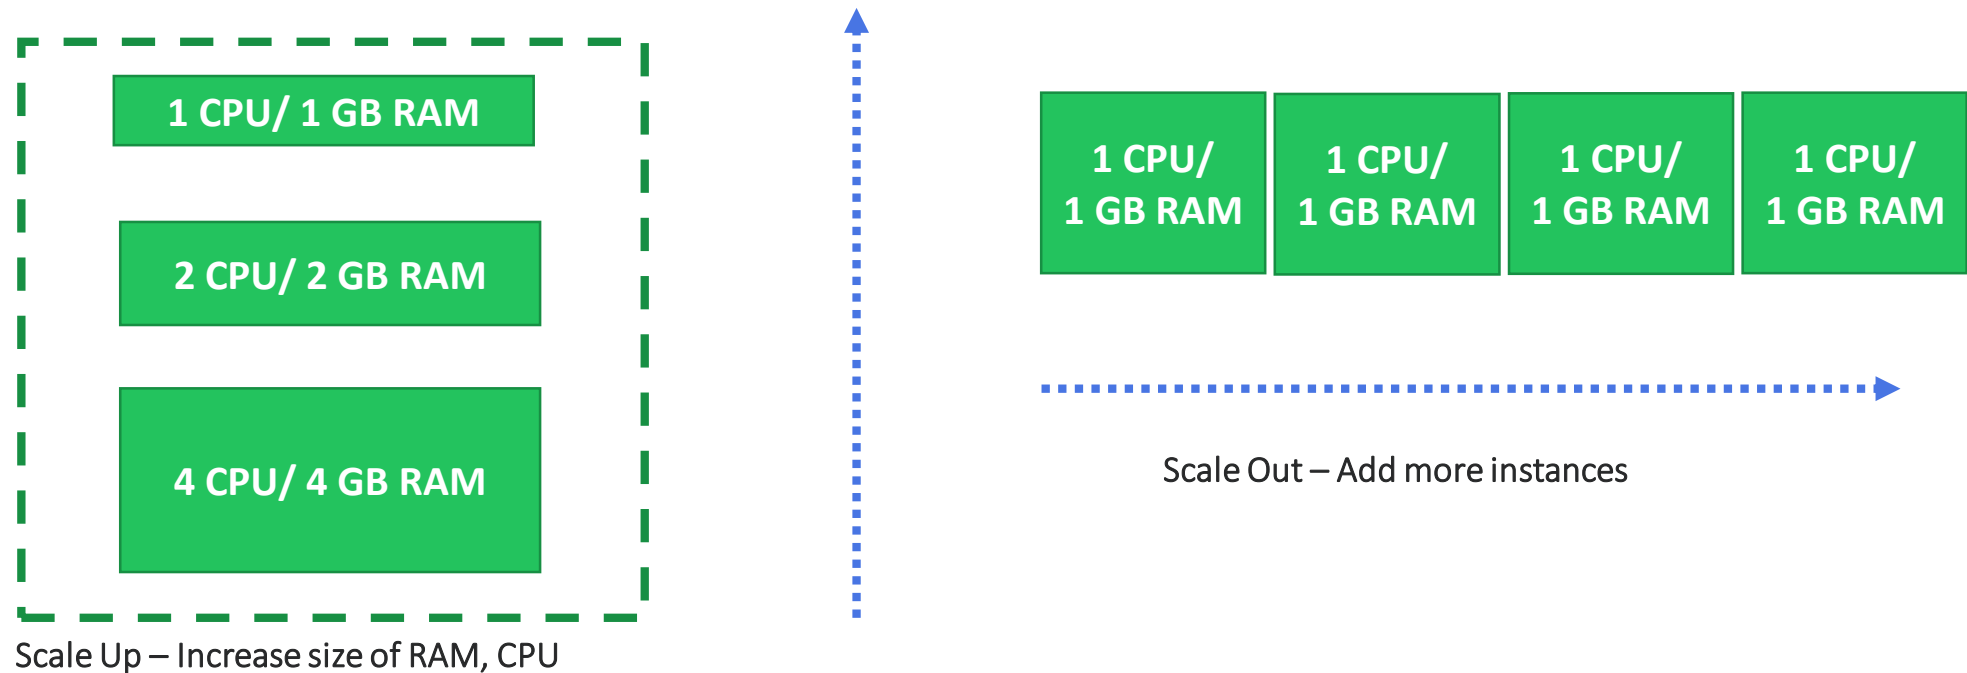 1 CPU/ 1 GB RAM
2 CPU/ 2 GB RAM
4 CPU/ 4 GB RAM
Scale Up – Increase size of RAM, CPU
1 CPU/
1 GB RAM
1 CPU/
1 GB RAM
1 CPU/
1 GB RAM
1 CPU/
1 GB RAM
Scale Out – Add more instances